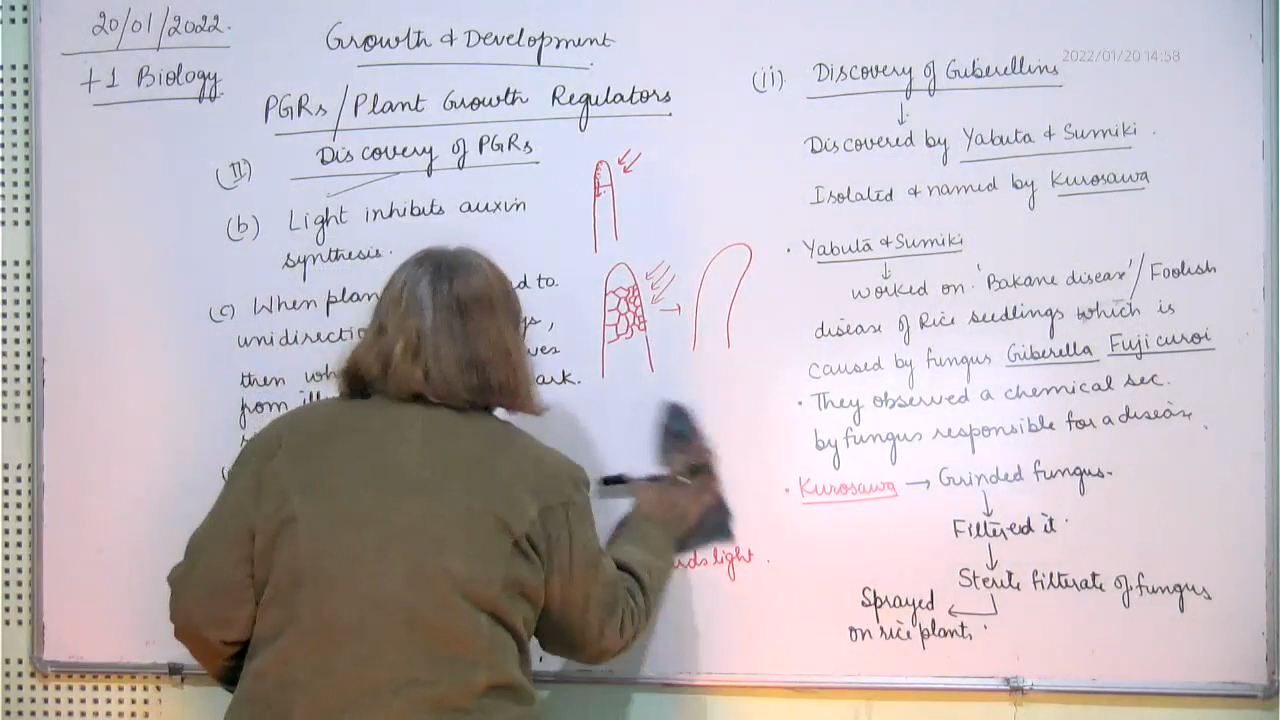 20/01/2022.
+1 Biology
Growth & Development
PGRs/Plant Growth Regulators
(II) Discovery of PGRs
(b) Light inhibits auxin
synthesis.
(c) When plan d to
unidirectio s,
then wh ves
from ill ark.
rds light.
2022/01/20 14:58
(ii) Discovery of Giberellins
Discovered by Yabuta & Sumiki.
Isolated & named by Kurosawa
• Yabuta & Sumiki
worked on 'Bakane disease'/Foolish
disease of Rice seedlings which is
caused by fungus Giberella Fujicuroi
• They observed a chemical sec.
by fungus responsible for a disease.
• Kurosawa → Grinded fungus.
Filtered it.
Sterile filterate of fungus
Sprayed
on rice plant.